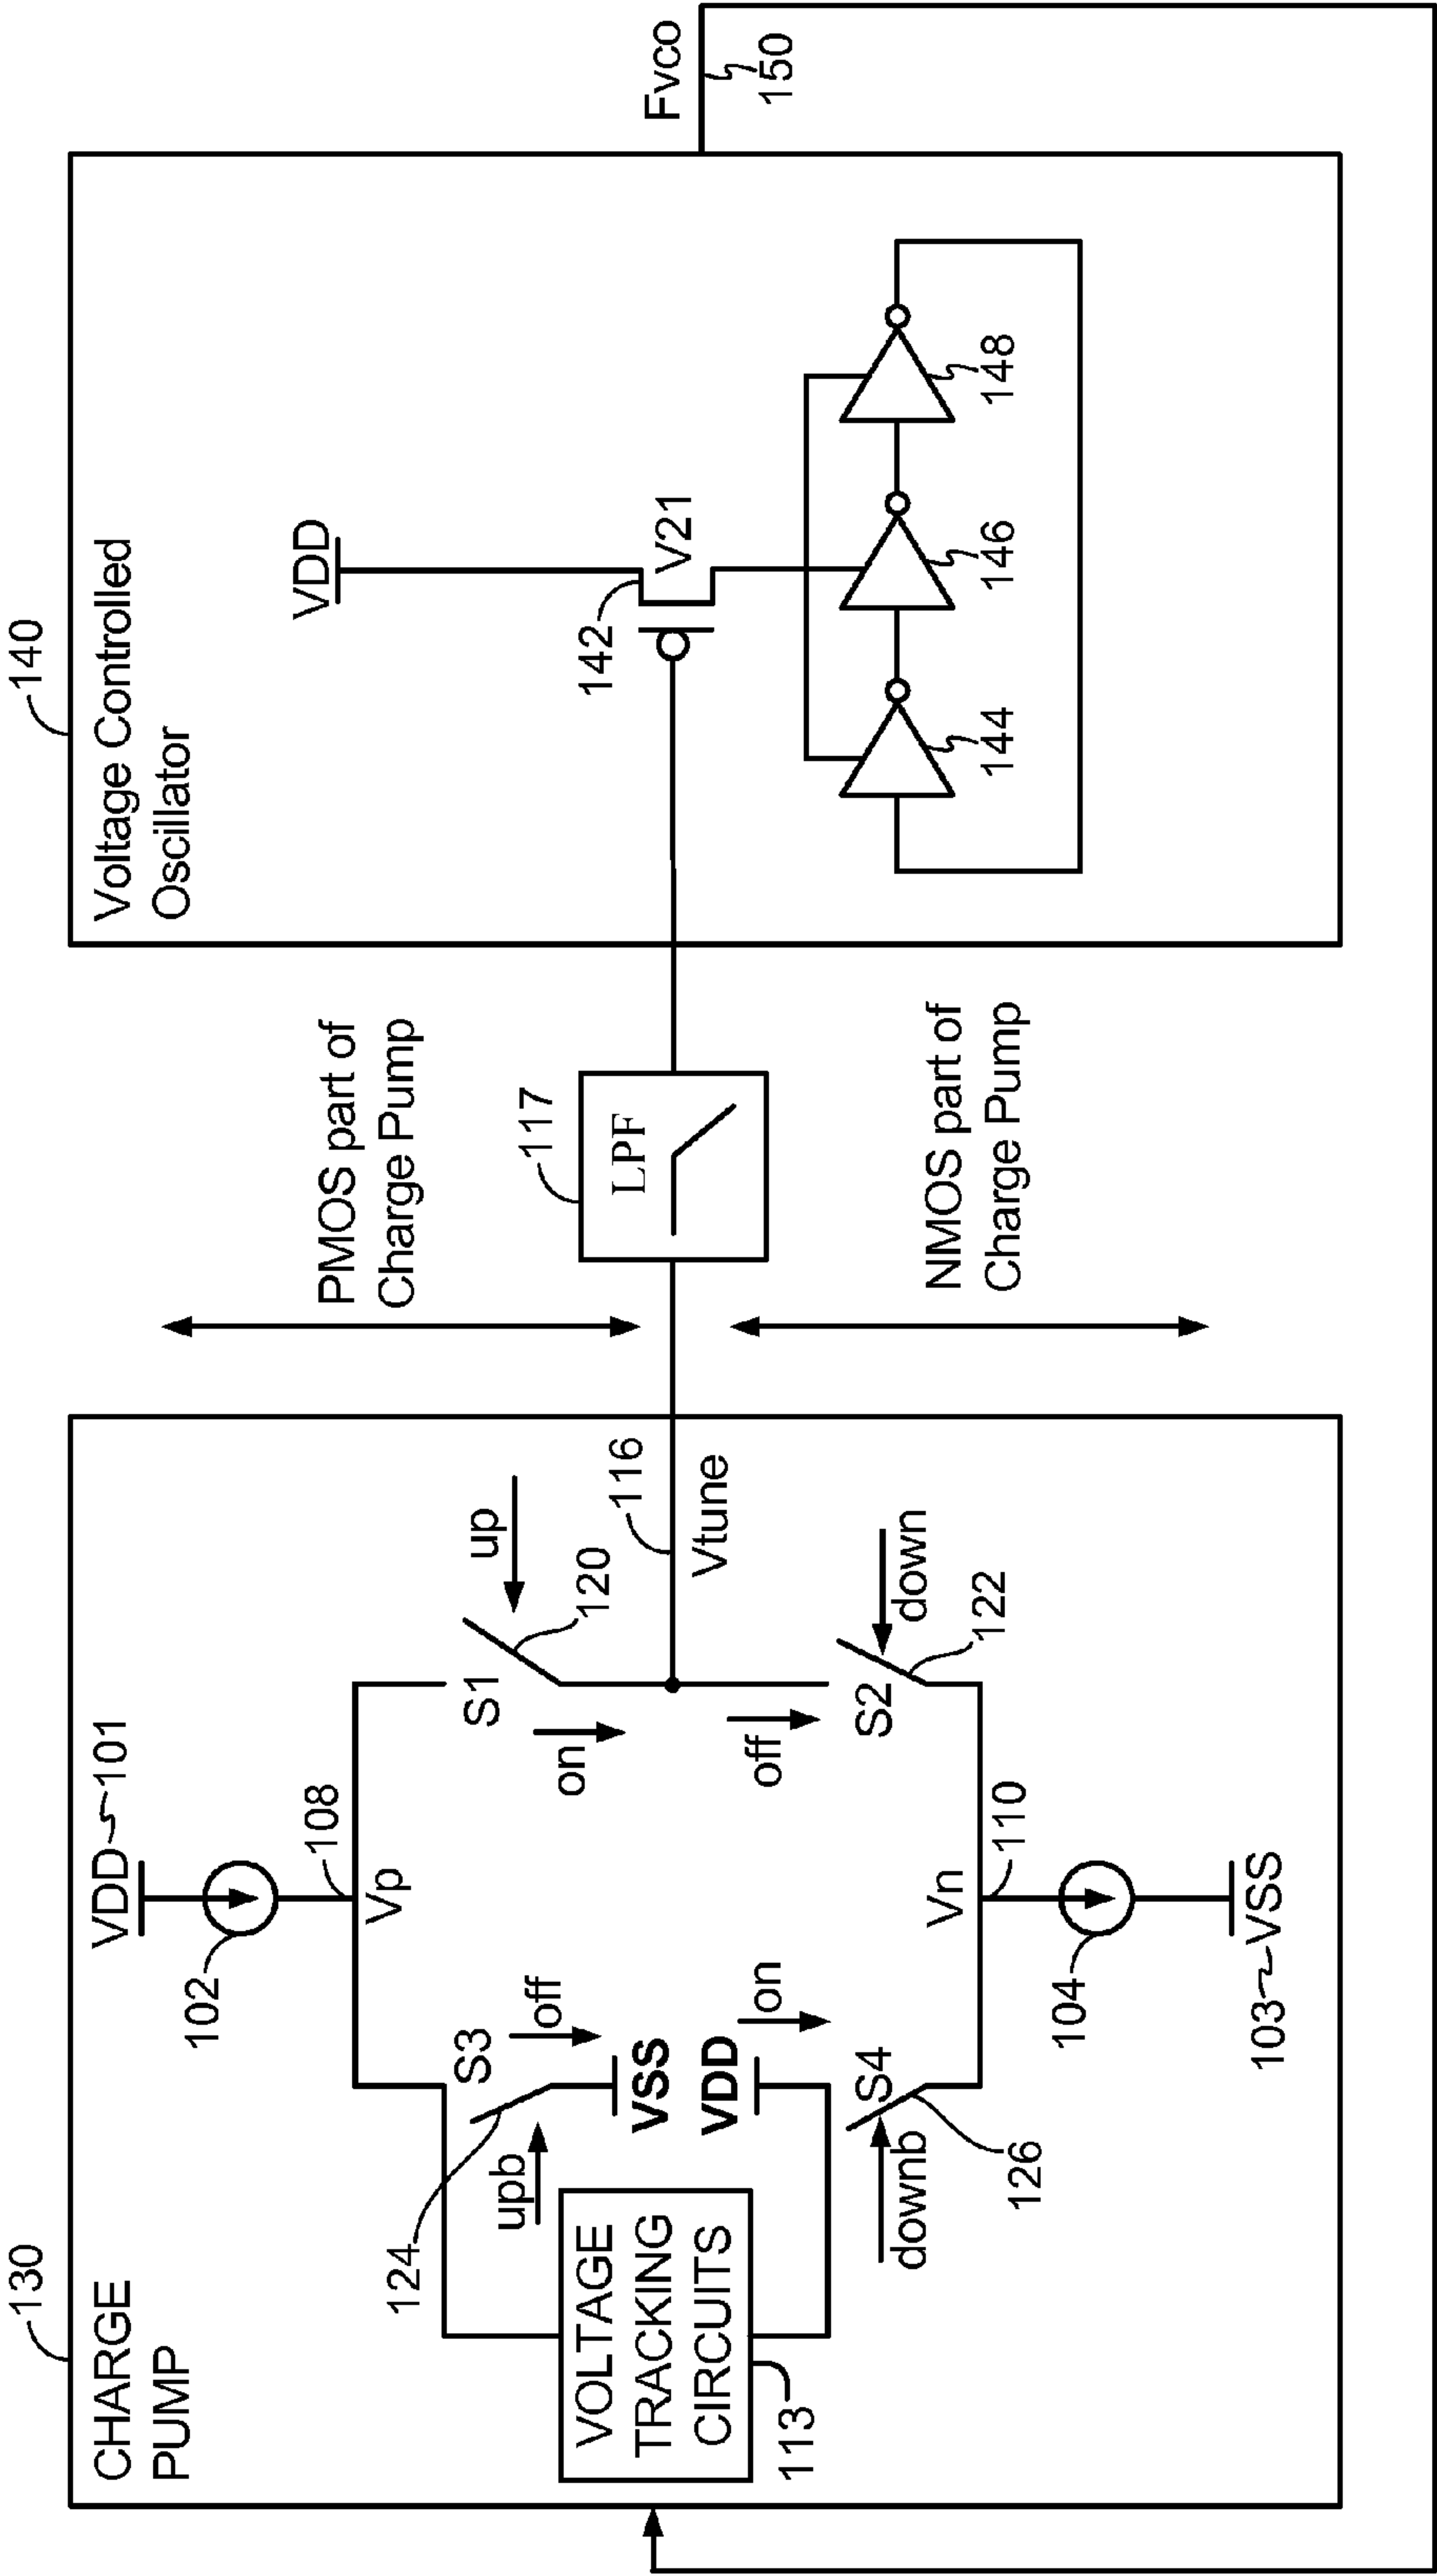 130
CHARGE
PUMP
VDD
101
102
108
Vp
S3
off
upb
124
VSS
VDD
on
VOLTAGE
TRACKING
CIRCUITS
113
S4
downb
126
Vn
110
104
103
VSS
S1
up
120
on
116
Vtune
off
S2
down
122
PMOS part of
Charge Pump
117
LPF
NMOS part of
Charge Pump
140
Voltage Controlled
Oscillator
VDD
142
V21
144
146
148
Fvco
150